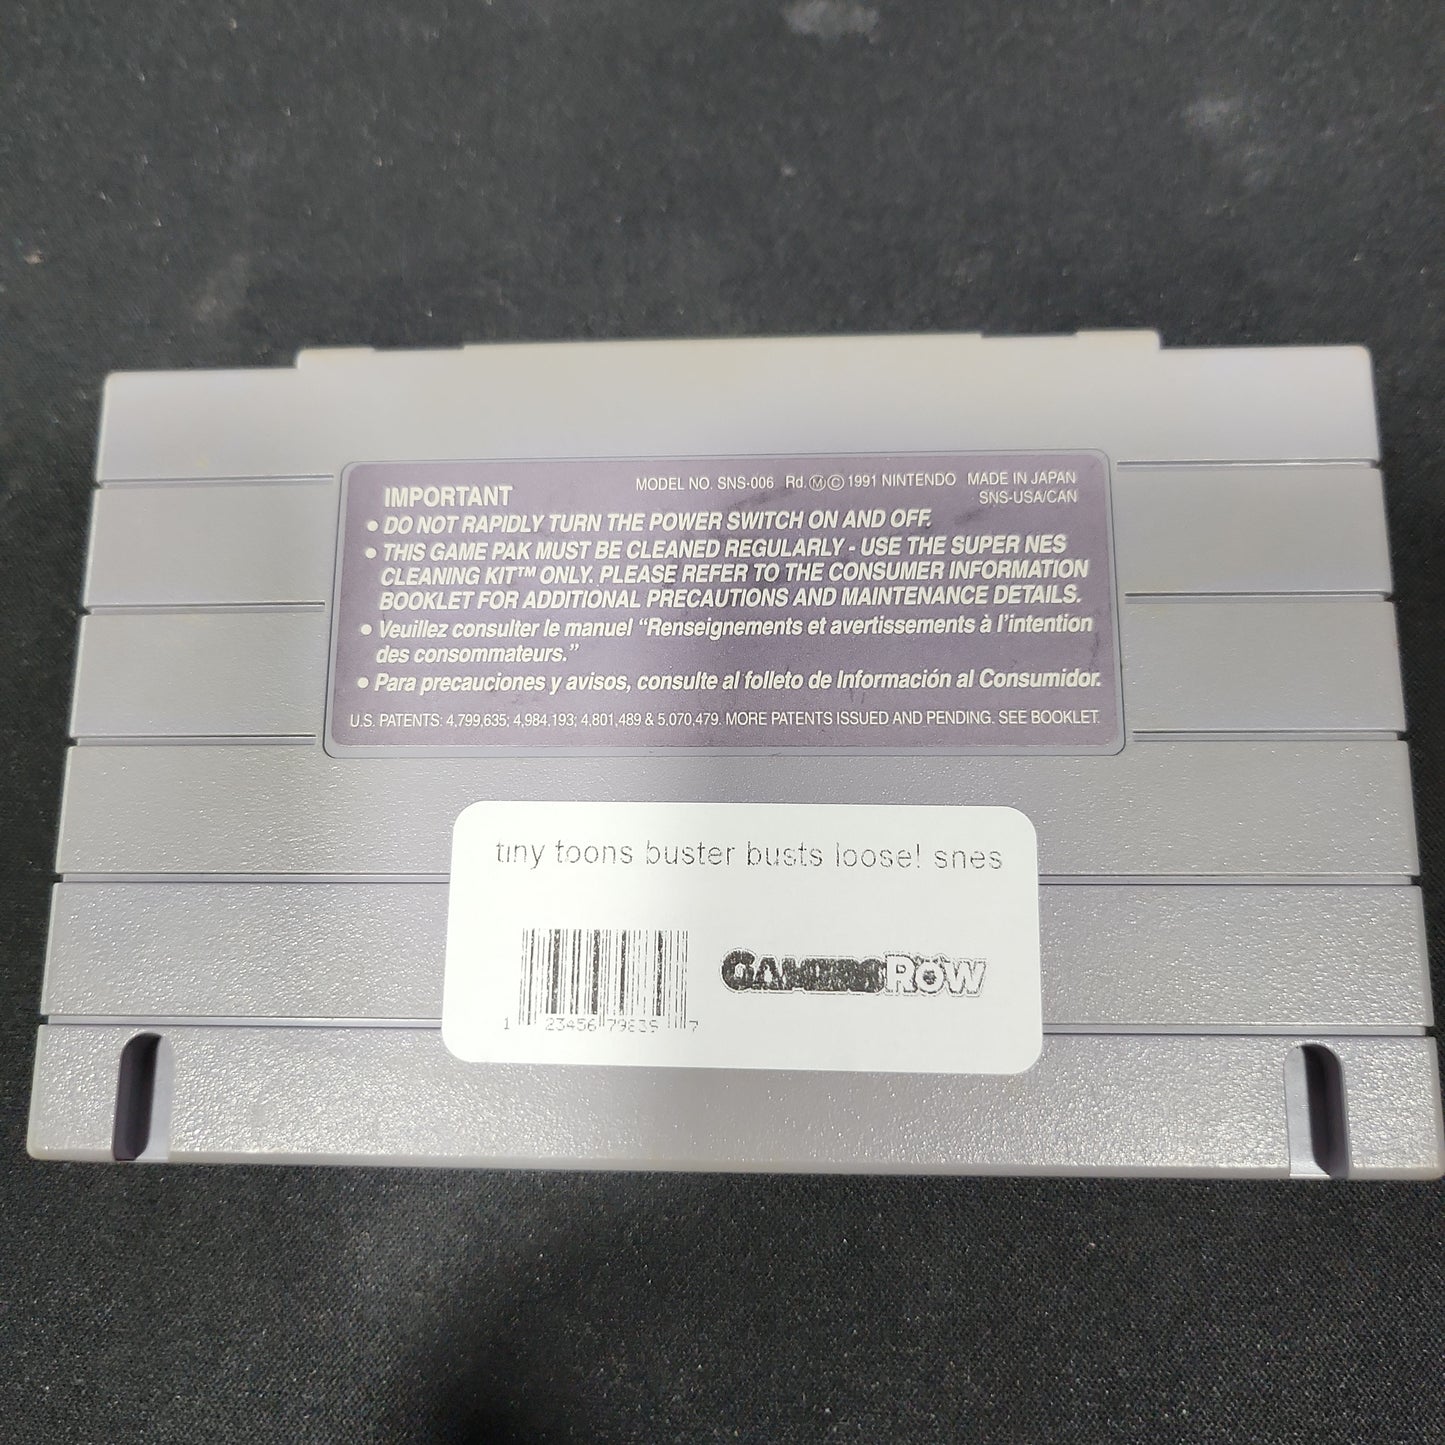 IMPORTANT
MODEL NO. SNS-006 Rd.Ⓜ©1991 NINTENDO MADE IN JAPAN
SNS-USA/CAN
• DO NOT RAPIDLY TURN THE POWER SWITCH ON AND OFF.
• THIS GAME PAK MUST BE CLEANED REGULARLY - USE THE SUPER NES
CLEANING KIT™ ONLY. PLEASE REFER TO THE CONSUMER INFORMATION
BOOKLET FOR ADDITIONAL PRECAUTIONS AND MAINTENANCE DETAILS.
• Veuillez consulter le manuel “Renseignements et avertissements à l’intention
des consommateurs.”
• Para precauciones y avisos, consulte al folleto de Información al Consumidor.
U.S. PATENTS: 4,799,635; 4,984,193; 4,801,489 & 5,070,479. MORE PATENTS ISSUED AND PENDING. SEE BOOKLET.
tiny toons buster busts loose! snes
GAMERSROW
1 23456 7